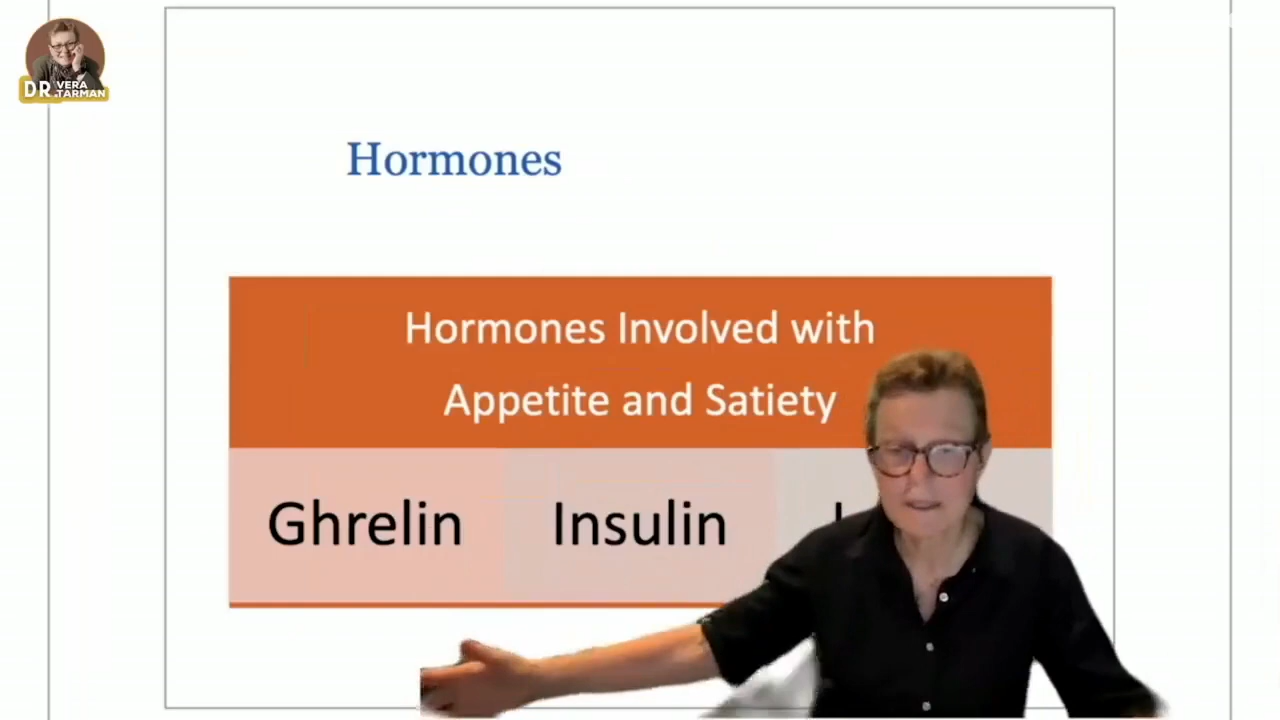 DR. VERA
TARMAN
Hormones
Hormones Involved with
Appetite and Satiety
Ghrelin
Insulin